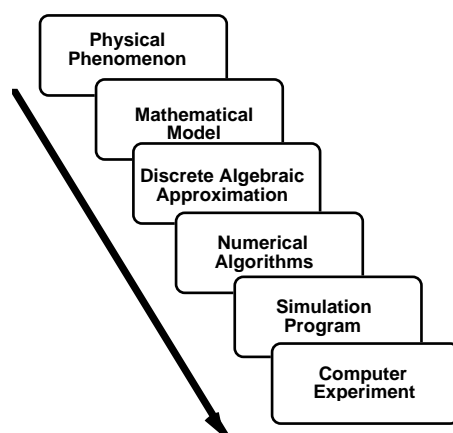 Physical
Phenomenon
Mathematical
Model
Discrete Algebraic
Approximation
Numerical
Algorithms
Simulation
Program
Computer
Experiment